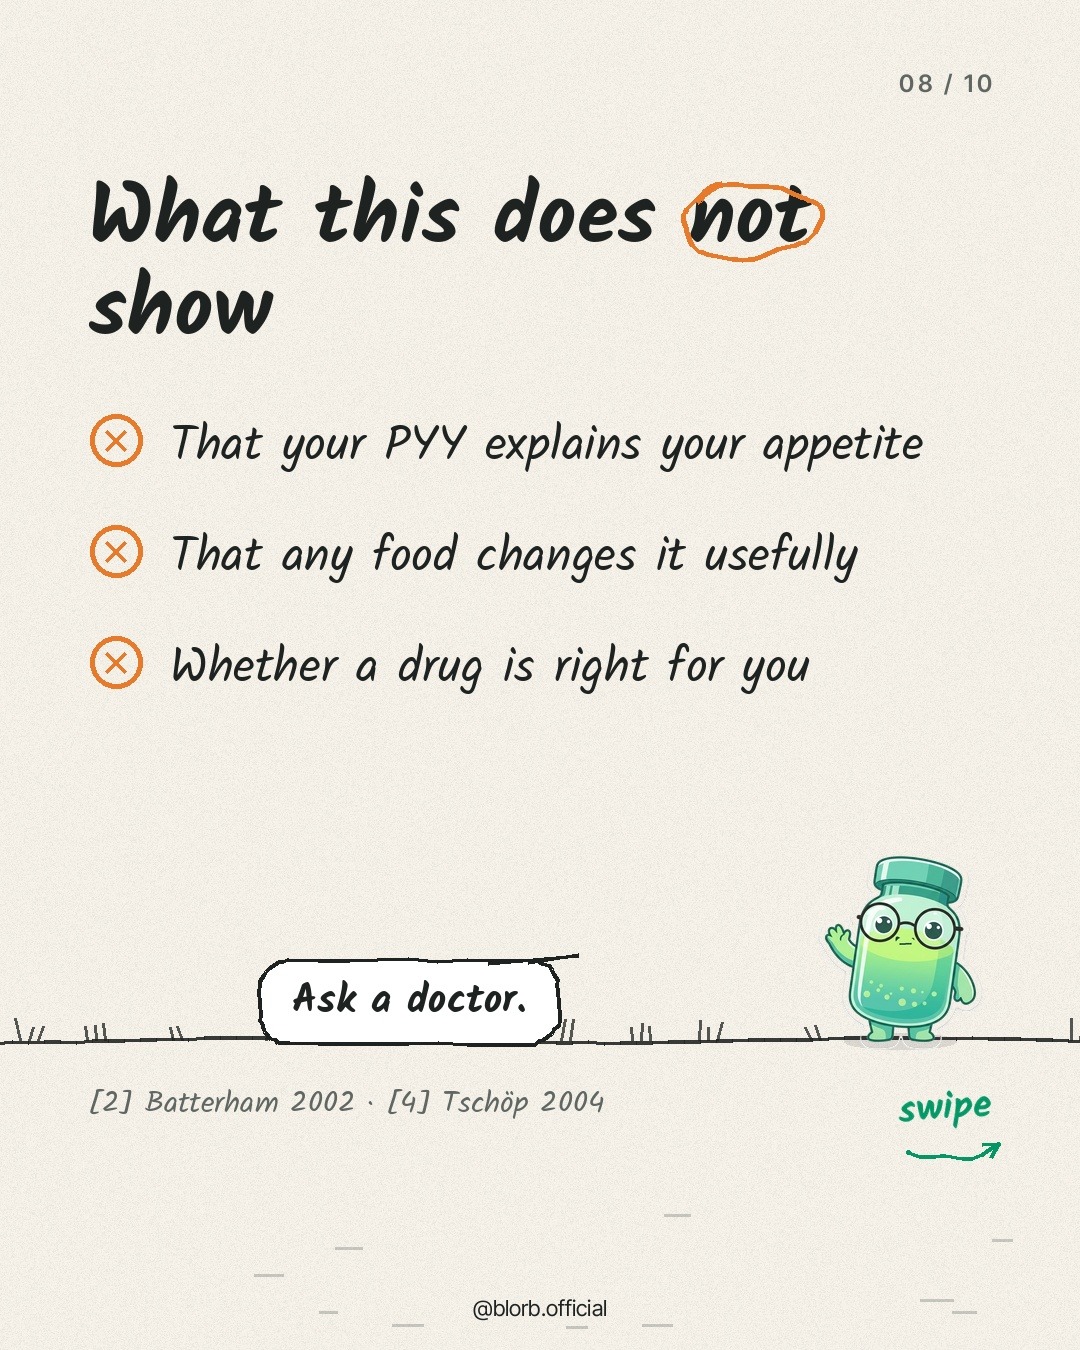 08 / 10
What this does not
show
That your PYY explains your appetite
That any food changes it usefully
Whether a drug is right for you
Ask a doctor.
[2] Batterham 2002 · [4] Tschöp 2004
swipe
@blorb.official